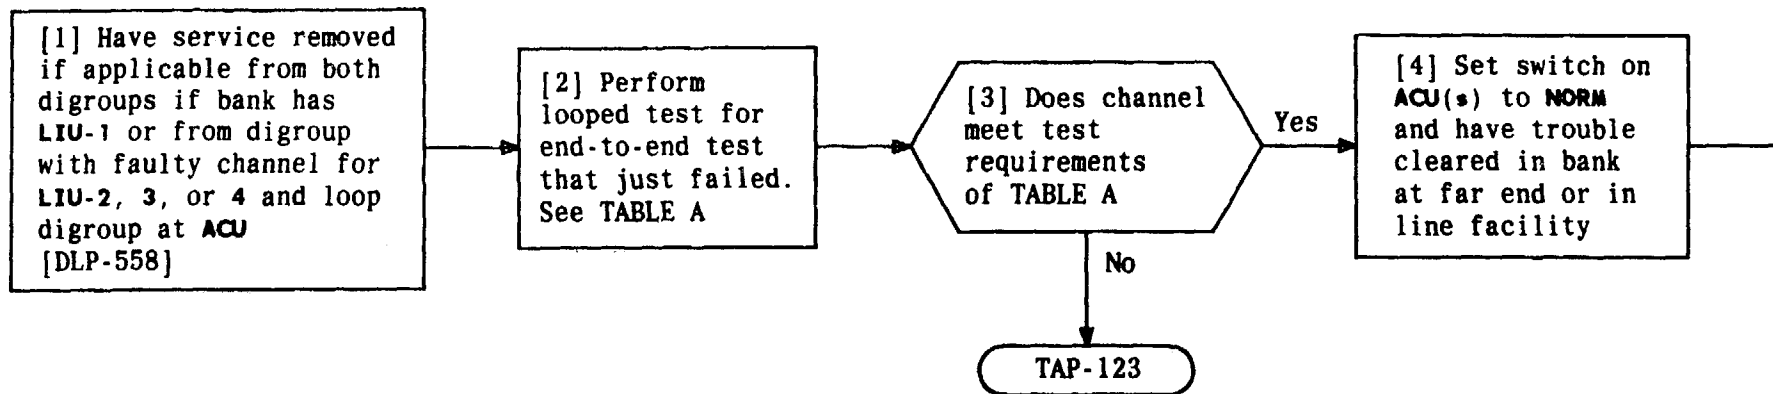 [1] Have service removed
if applicable from both
digroups if bank has
LIU-1 or from digroup
with faulty channel for
LIU-2, 3, or 4 and loop
digroup at ACU
[DLP-558]
[2] Perform
looped test for
end-to-end test
that just failed.
See TABLE A
[3] Does channel
meet test
requirements
of TABLE A
Yes
No
TAP-123
[4] Set switch on
ACU(s) to NORM
and have trouble
cleared in bank
at far end or in
line facility